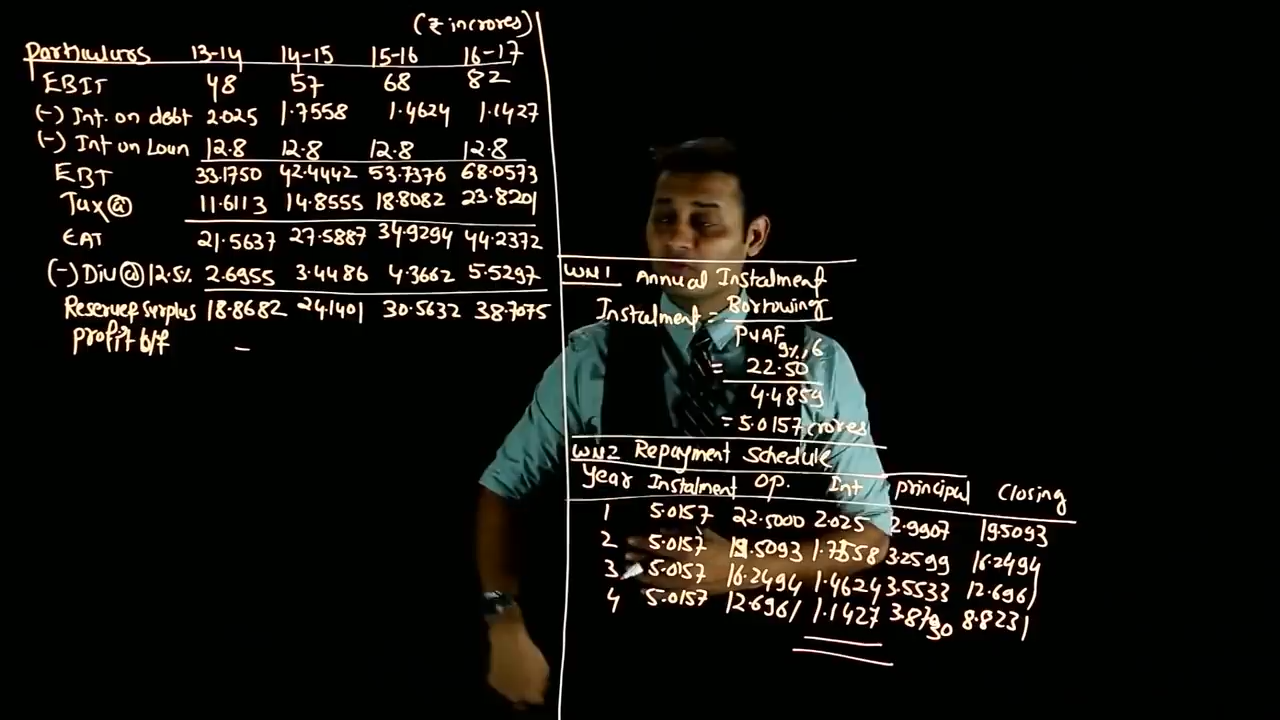 (₹ in crores)
Particulars 13-14 14-15 15-16 16-17
EBIT 48 57 68 82
(-) Int. on debt 2.025 1.7558 1.4624 1.1427
(-) Int on Loan 12.8 12.8 12.8 12.8
EBT 33.1750 42.4442 53.7376 68.0573
Tax @ 11.6113 14.8555 18.8082 23.8201
EAT 21.5637 27.5887 34.9294 44.2372
(-) Div @ 12.5% 2.6955 3.4486 4.3662 5.5297
Reserve & Surplus 18.8682 24.1401 30.5632 38.7075
Profit b/f –
WN1 Annual Instalment
Instalment = Borrowing
PVAF 9%, 6
= 22.50
4.4859
= 5.0157 crores
WN2 Repayment Schedule
Year Instalment Op. Int Principal Closing
1 5.0157 22.5000 2.025 2.9907 19.5093
2 5.0157 19.5093 1.7558 3.2599 16.2494
3 5.0157 16.2494 1.4624 3.5533 12.6961
4 5.0157 12.6961 1.1427 3.8730 8.8231